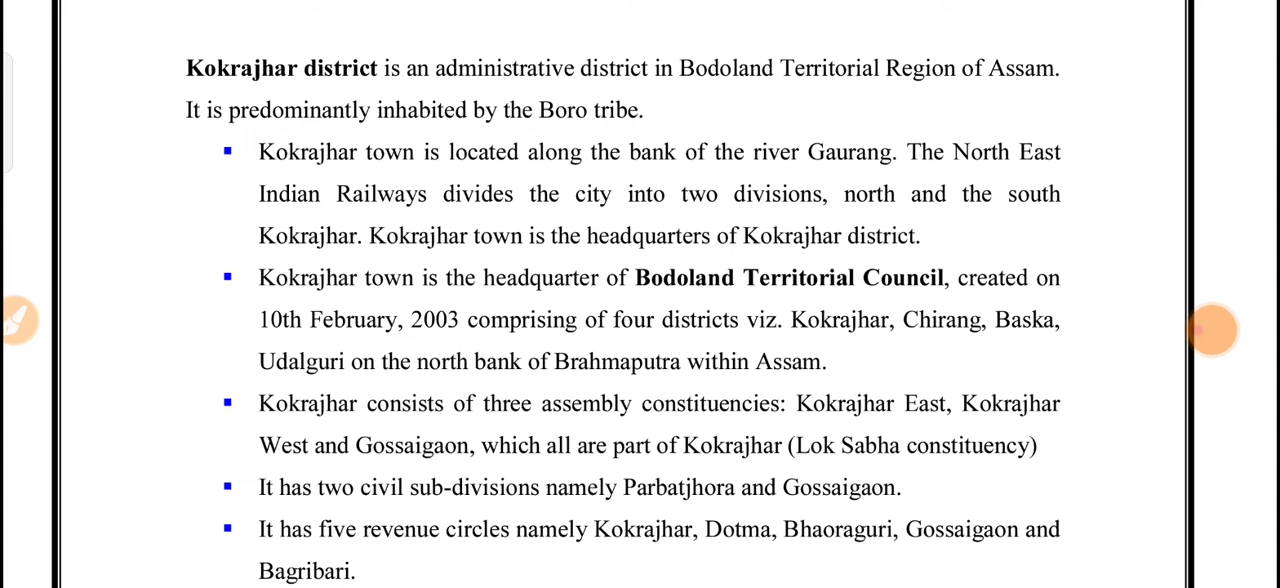 Kokrajhar district is an administrative district in Bodoland Territorial Region of Assam.
It is predominantly inhabited by the Boro tribe.
▪ Kokrajhar town is located along the bank of the river Gaurang. The North East
Indian Railways divides the city into two divisions, north and the south
Kokrajhar. Kokrajhar town is the headquarters of Kokrajhar district.
▪ Kokrajhar town is the headquarter of Bodoland Territorial Council, created on
10th February, 2003 comprising of four districts viz. Kokrajhar, Chirang, Baska,
Udalguri on the north bank of Brahmaputra within Assam.
▪ Kokrajhar consists of three assembly constituencies: Kokrajhar East, Kokrajhar
West and Gossaigaon, which all are part of Kokrajhar (Lok Sabha constituency)
▪ It has two civil sub-divisions namely Parbatjhora and Gossaigaon.
▪ It has five revenue circles namely Kokrajhar, Dotma, Bhaoraguri, Gossaigaon and
Bagribari.